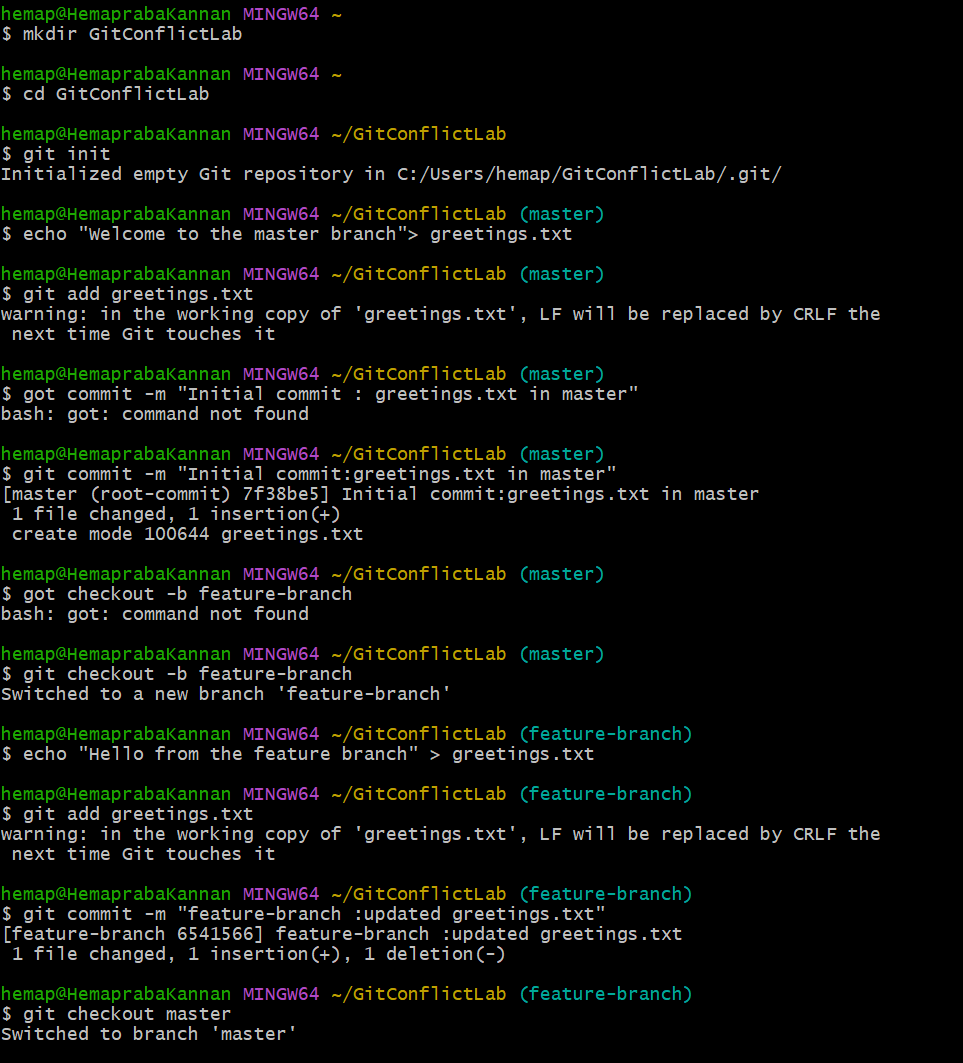 hemap@HemaprabaKannan MINGW64 ~
$ mkdir GitConflictLab
hemap@HemaprabaKannan MINGW64 ~
$ cd GitConflictLab
hemap@HemaprabaKannan MINGW64 ~/GitConflictLab
$ git init
Initialized empty Git repository in C:/Users/hemap/GitConflictLab/.git/
hemap@HemaprabaKannan MINGW64 ~/GitConflictLab (master)
$ echo "Welcome to the master branch"> greetings.txt
hemap@HemaprabaKannan MINGW64 ~/GitConflictLab (master)
$ git add greetings.txt
warning: in the working copy of 'greetings.txt', LF will be replaced by CRLF the
 next time Git touches it
hemap@HemaprabaKannan MINGW64 ~/GitConflictLab (master)
$ got commit -m "Initial commit : greetings.txt in master"
bash: got: command not found
hemap@HemaprabaKannan MINGW64 ~/GitConflictLab (master)
$ git commit -m "Initial commit:greetings.txt in master"
[master (root-commit) 7f38be5] Initial commit:greetings.txt in master
 1 file changed, 1 insertion(+)
 create mode 100644 greetings.txt
hemap@HemaprabaKannan MINGW64 ~/GitConflictLab (master)
$ got checkout -b feature-branch
bash: got: command not found
hemap@HemaprabaKannan MINGW64 ~/GitConflictLab (master)
$ git checkout -b feature-branch
Switched to a new branch 'feature-branch'
hemap@HemaprabaKannan MINGW64 ~/GitConflictLab (feature-branch)
$ echo "Hello from the feature branch" > greetings.txt
hemap@HemaprabaKannan MINGW64 ~/GitConflictLab (feature-branch)
$ git add greetings.txt
warning: in the working copy of 'greetings.txt', LF will be replaced by CRLF the
 next time Git touches it
hemap@HemaprabaKannan MINGW64 ~/GitConflictLab (feature-branch)
$ git commit -m "feature-branch :updated greetings.txt"
[feature-branch 6541566] feature-branch :updated greetings.txt
 1 file changed, 1 insertion(+), 1 deletion(-)
hemap@HemaprabaKannan MINGW64 ~/GitConflictLab (feature-branch)
$ git checkout master
Switched to branch 'master'